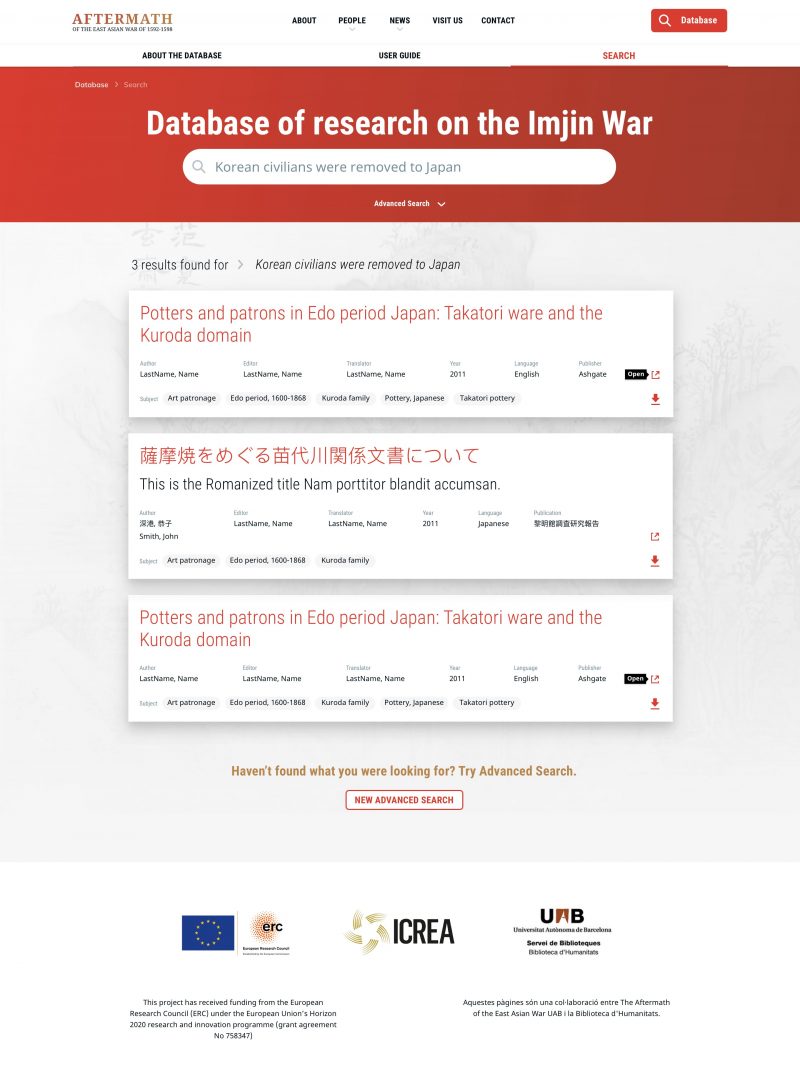 AFTERMATH
OF THE EAST ASIAN WAR OF 1592-1598
ABOUT PEOPLE NEWS VISIT US CONTACT
Database
ABOUT THE DATABASE USER GUIDE SEARCH
Database > Search
Database of research on the Imjin War
Korean civilians were removed to Japan
Advanced Search
3 results found for > Korean civilians were removed to Japan
Potters and patrons in Edo period Japan: Takatori ware and the
Kuroda domain
Author Editor Translator Year Language Publisher
LastName, Name LastName, Name LastName, Name 2011 English Ashgate Open
Subject Art patronage Edo period, 1600-1868 Kuroda family Pottery, Japanese Takatori pottery
薩摩焼をめぐる苗代川関係文書について
This is the Romanized title Nam porttitor blandit accumsan.
Author Editor Translator Year Language Publication
深港, 恭子 LastName, Name LastName, Name 2011 Japanese 黎明館調査研究報告
Smith, John
Subject Art patronage Edo period, 1600-1868 Kuroda family
Potters and patrons in Edo period Japan: Takatori ware and the
Kuroda domain
Author Editor Translator Year Language Publisher
LastName, Name LastName, Name LastName, Name 2011 English Ashgate Open
Subject Art patronage Edo period, 1600-1868 Kuroda family Pottery, Japanese Takatori pottery
Haven't found what you were looking for? Try Advanced Search.
NEW ADVANCED SEARCH
erc
European Research Council
Established by the European Commission
ICREA
UAB
Universitat Autònoma de Barcelona
Servei de Biblioteques
Biblioteca d'Humanitats
This project has received funding from the European
Research Council (ERC) under the European Union's Horizon
2020 research and innovation programme (grant agreement
No 758347)
Aquestes pàgines són una col·laboració entre The Aftermath
of the East Asian War UAB i la Biblioteca d'Humanitats.